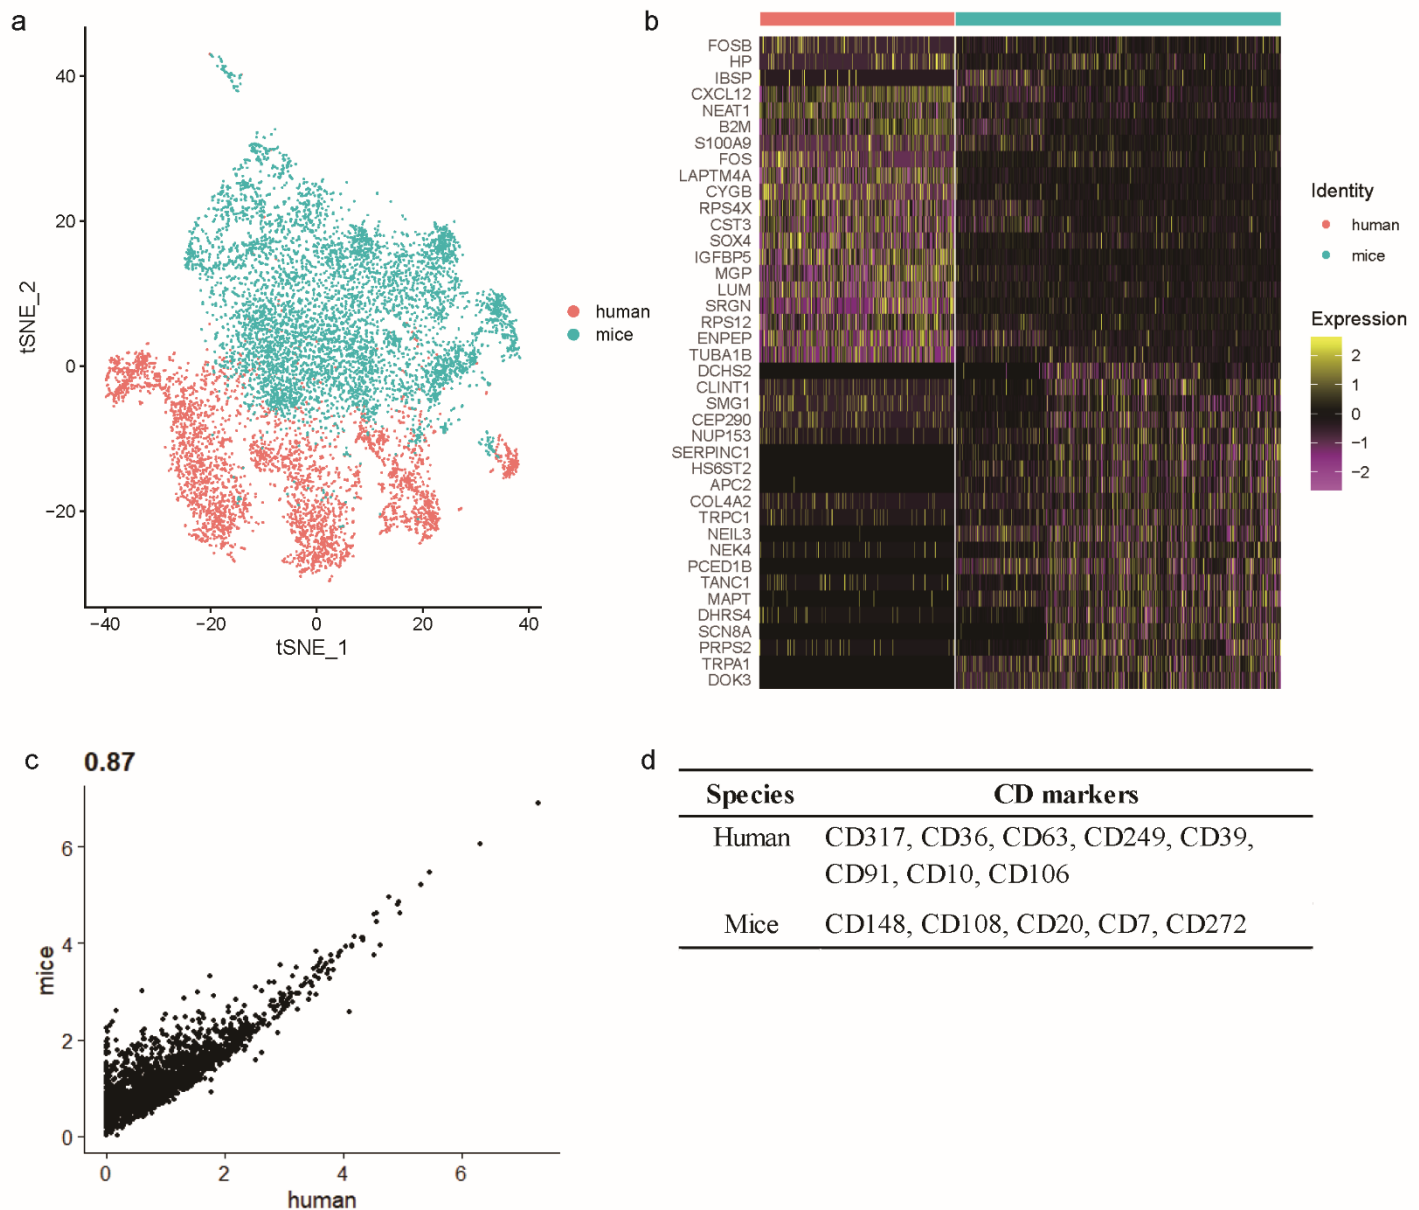 a
40
20
0
−20
−40
−20
0
20
40
tSNE_1
tSNE_2
human
mice
b
FOSB
HP
IBSP
CXCL12
NEAT1
B2M
S100A9
FOS
LAPTM4A
CYGB
RPS4X
CST3
SOX4
IGFBP5
MGP
LUM
SRGN
RPS12
ENPEP
TUBA1B
DCHS2
CLINT1
SMG1
CEP290
NUP153
SERPINC1
HS6ST2
APC2
COL4A2
TRPC1
NEIL3
NEK4
PCED1B
TANC1
MAPT
DHRS4
SCN8A
PRPS2
TRPA1
DOK3
Identity
human
mice
Expression
2
1
0
−1
−2
c
0.87
6
4
2
0
0
2
4
6
human
mice
d
Species CD markers
Human CD317, CD36, CD63, CD249, CD39,
CD91, CD10, CD106
Mice CD148, CD108, CD20, CD7, CD272